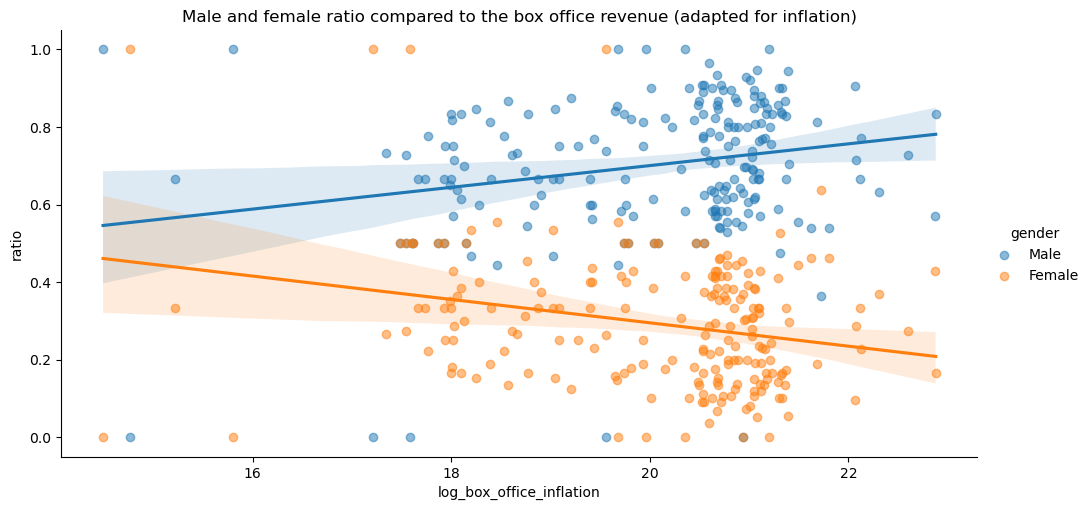 Male and female ratio compared to the box office revenue (adapted for inflation)
1.0
0.8
0.6
0.4
0.2
0.0
ratio
16
18
20
22
log_box_office_inflation
gender
Male
Female